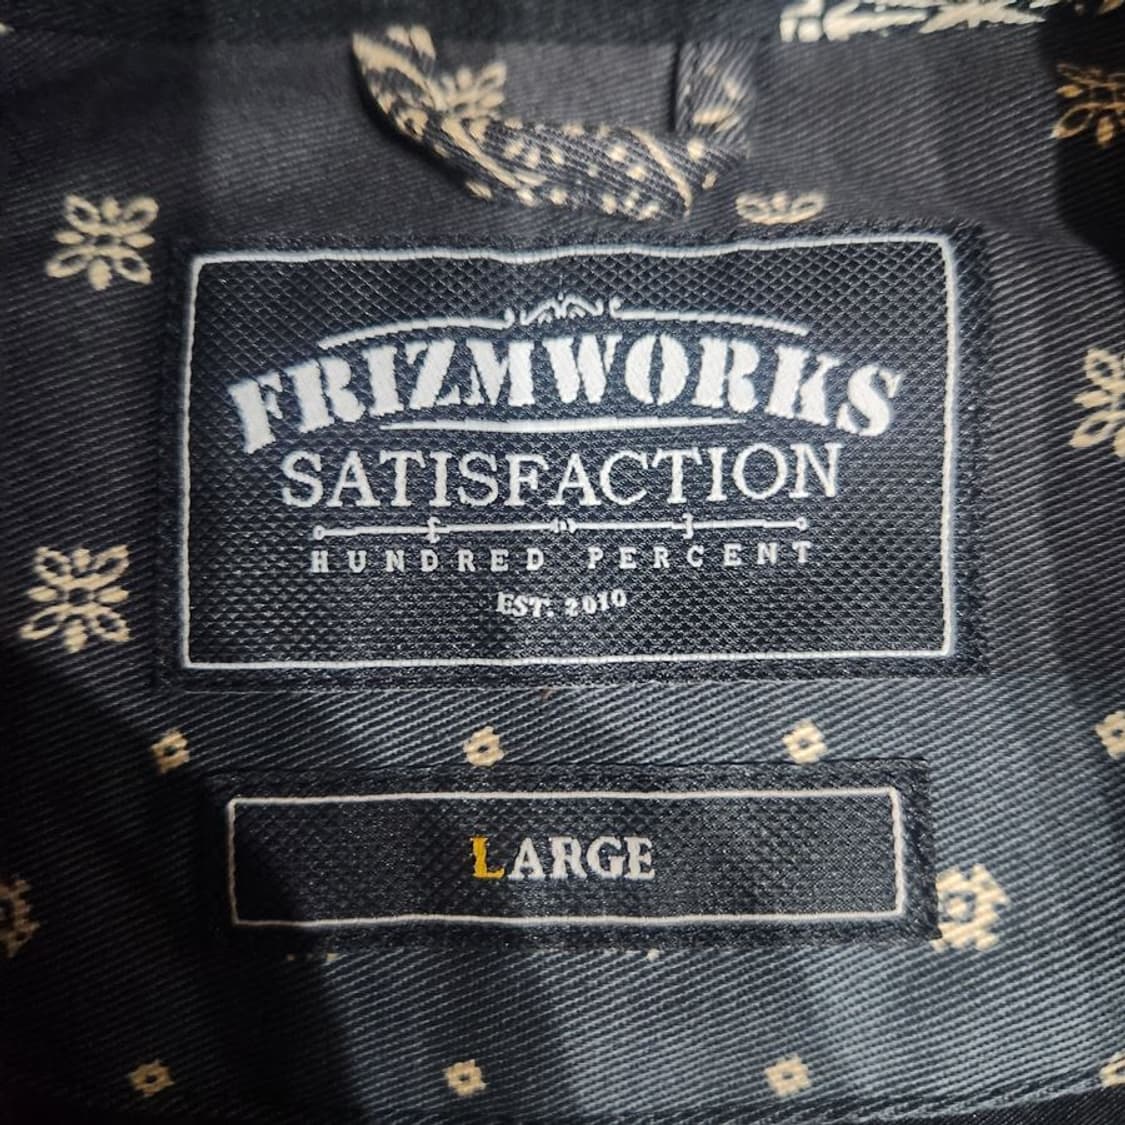 FRIZMWORKS
SATISFACTION
HUNDRED PERCENT
EST. 2010
LARGE